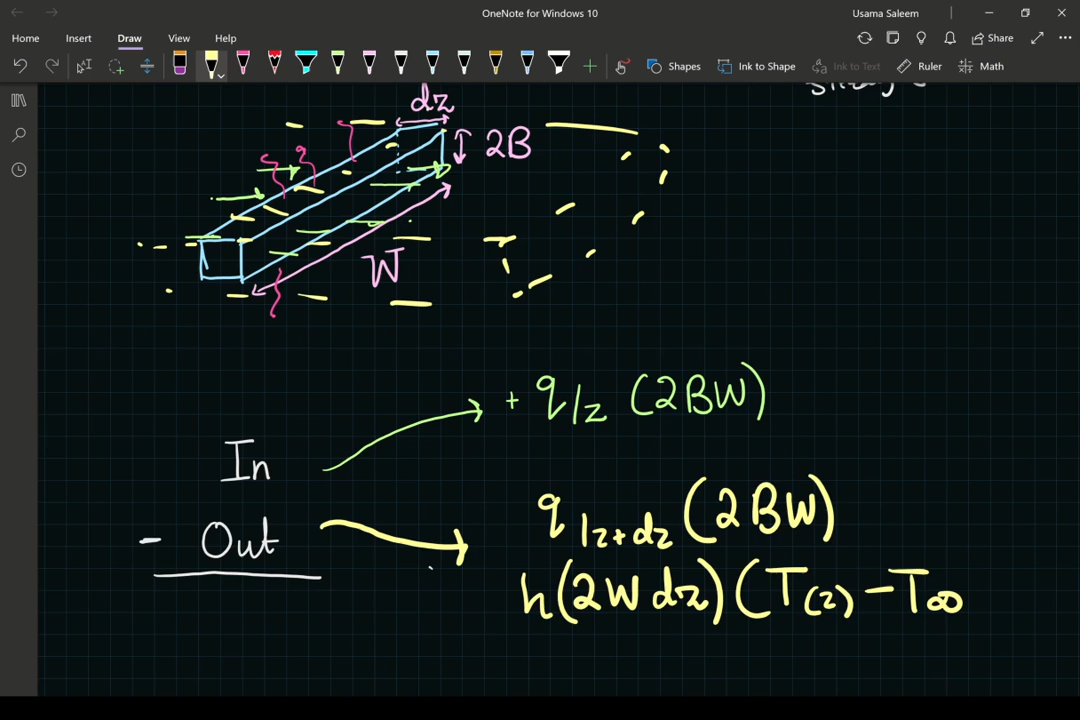 OneNote for Windows 10
Usama Saleem
Home Insert Draw View Help
Share
Shapes Ink to Shape Ink to Text Ruler Math
dz
2B
W
+ q|z (2BW)
In
- Out
q|z+dz (2BW)
h(2W dz) (T(z) - T∞